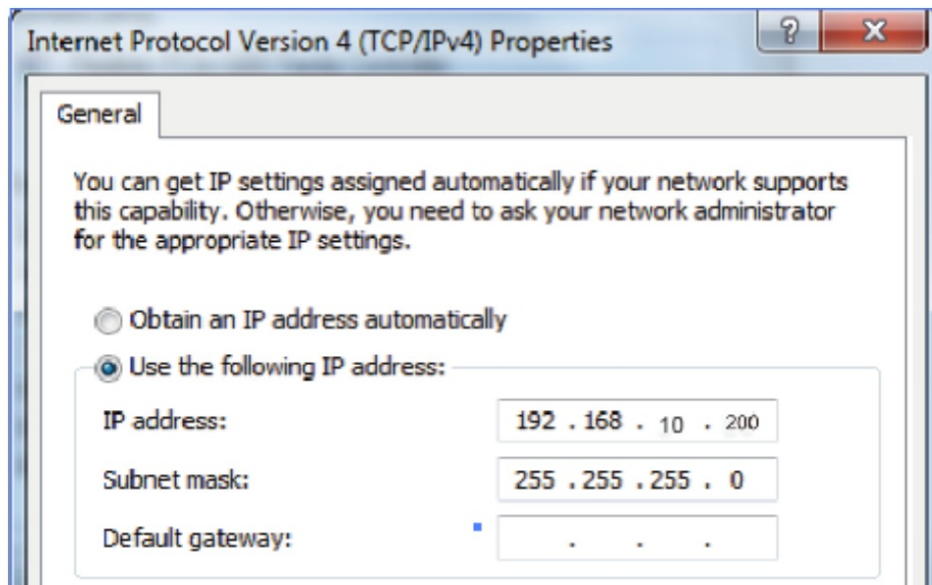 Internet Protocol Version 4 (TCP/IPv4) Properties
?
X
General
You can get IP settings assigned automatically if your network supports
this capability. Otherwise, you need to ask your network administrator
for the appropriate IP settings.
Obtain an IP address automatically
Use the following IP address:
IP address: 192 . 168 . 10 . 200
Subnet mask: 255 . 255 . 255 . 0
Default gateway: . . .